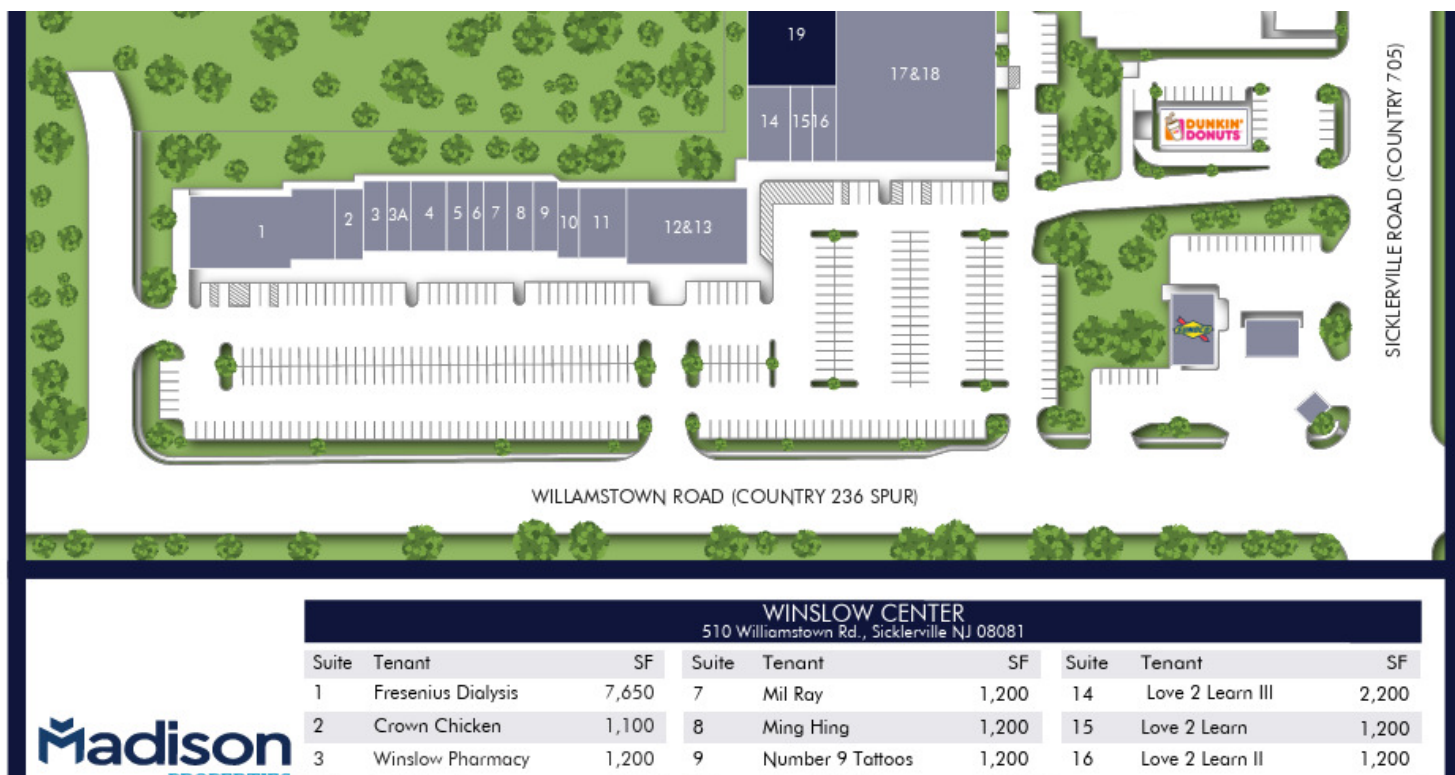 19
17&18
14
15
16
DUNKIN'
DONUTS
SICKLERVILLE ROAD (COUNTRY 705)
1
2
3
3A
4
5
6
7
8
9
10
11
12&13
SUNOCO
WILLAMSTOWN ROAD (COUNTRY 236 SPUR)
WINSLOW CENTER
510 Williamstown Rd., Sicklerville NJ 08081
Suite Tenant SF Suite Tenant SF Suite Tenant SF
1 Fresenius Dialysis 7,650 7 Mil Ray 1,200 14 Love 2 Learn III 2,200
2 Crown Chicken 1,100 8 Ming Hing 1,200 15 Love 2 Learn 1,200
3 Winslow Pharmacy 1,200 9 Number 9 Tattoos 1,200 16 Love 2 Learn II 1,200
Madison